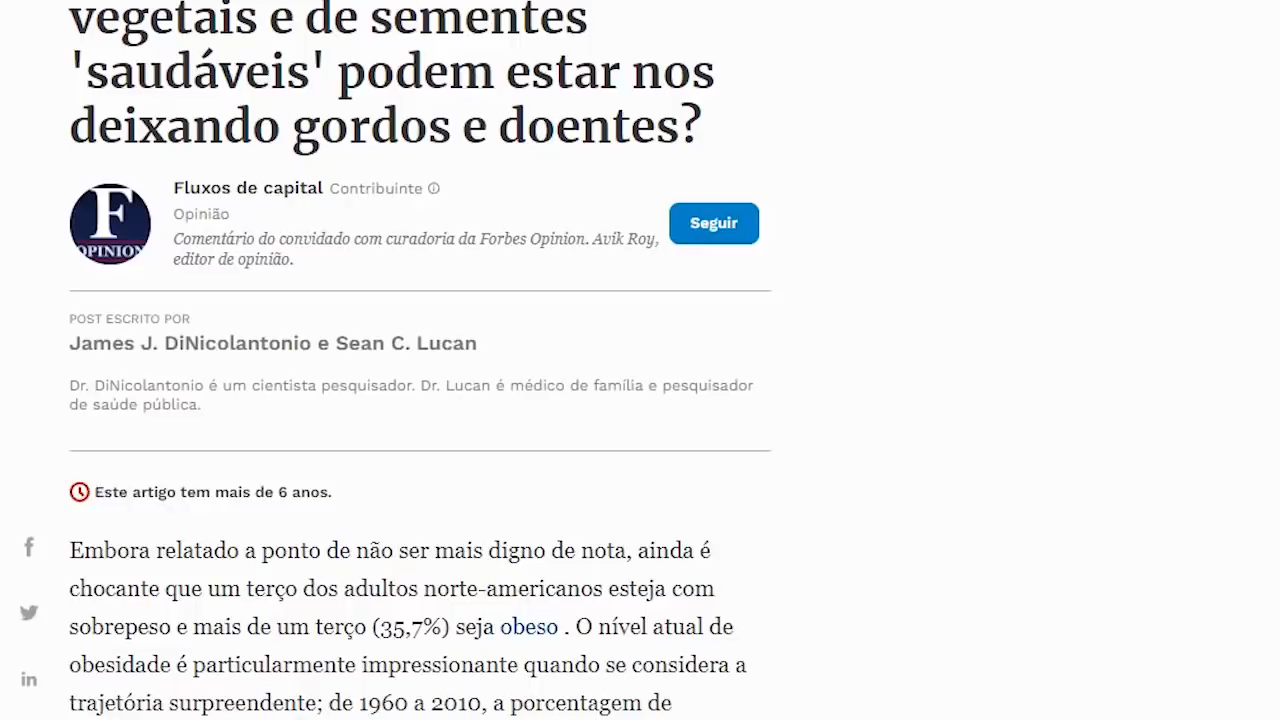 vegetais e de sementes
'saudáveis' podem estar nos
deixando gordos e doentes?
F
OPINION
Fluxos de capital Contribuinte
Opinião
Comentário do convidado com curadoria da Forbes Opinion. Avik Roy,
editor de opinião.
Seguir
POST ESCRITO POR
James J. DiNicolantonio e Sean C. Lucan
Dr. DiNicolantonio é um cientista pesquisador. Dr. Lucan é médico de família e pesquisador
de saúde pública.
Este artigo tem mais de 6 anos.
Embora relatado a ponto de não ser mais digno de nota, ainda é
chocante que um terço dos adultos norte-americanos esteja com
sobrepeso e mais de um terço (35,7%) seja obeso . O nível atual de
obesidade é particularmente impressionante quando se considera a
trajetória surpreendente; de 1960 a 2010, a porcentagem de